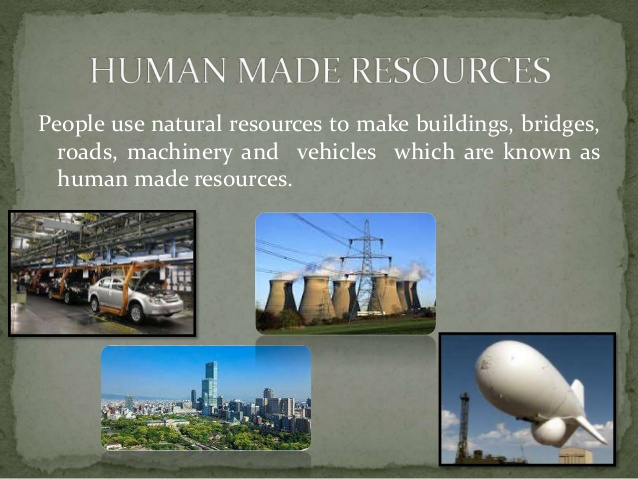 HUMAN MADE RESOURCES
People use natural resources to make buildings, bridges,
roads, machinery and vehicles which are known as
human made resources.